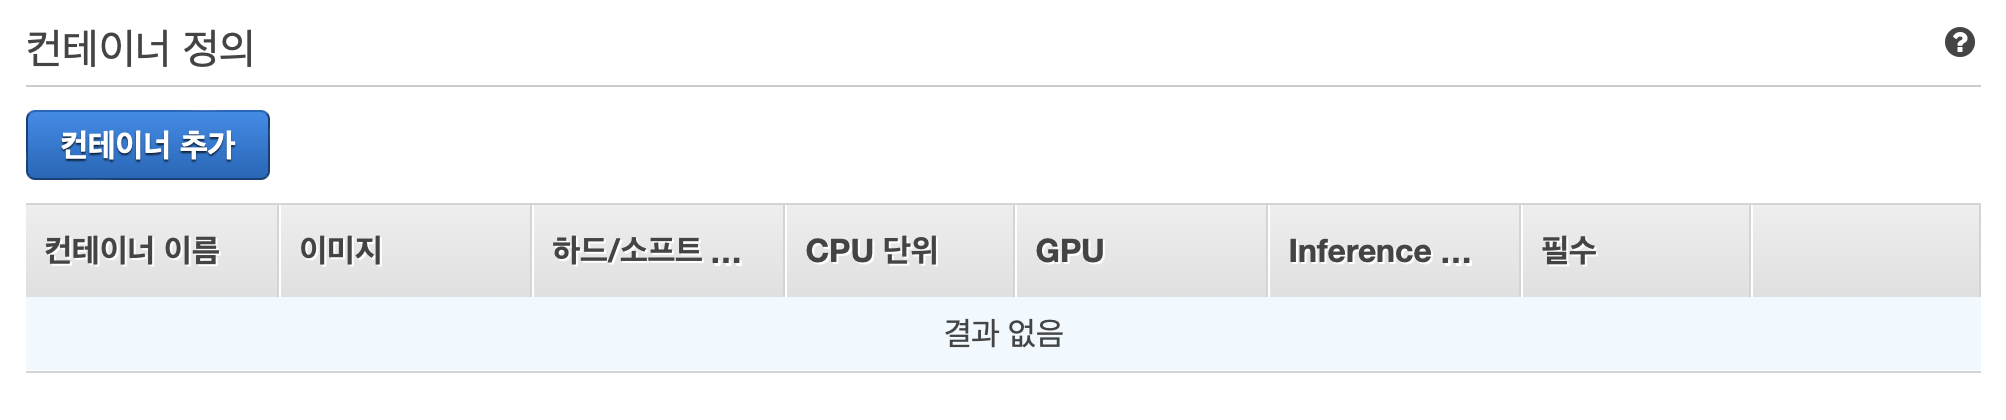 컨테이너 정의
컨테이너 추가
컨테이너 이름 이미지 하드/소프트 ... CPU 단위 GPU Inference ... 필수
결과 없음